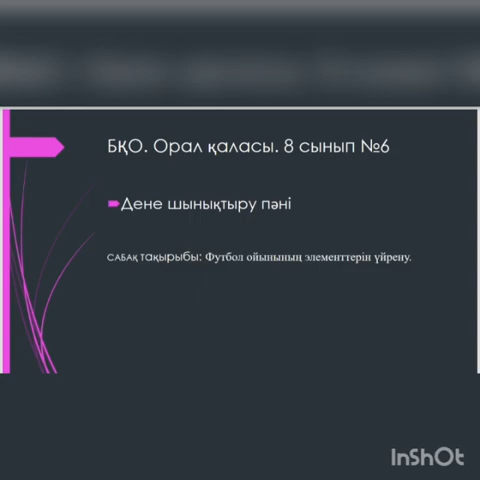 БҚО. Орал қаласы. 8 сынып №6
Дене шынықтыру пәні
САБАҚ тақырыбы: Футбол ойынының элементтерін үйрену.
InShOt